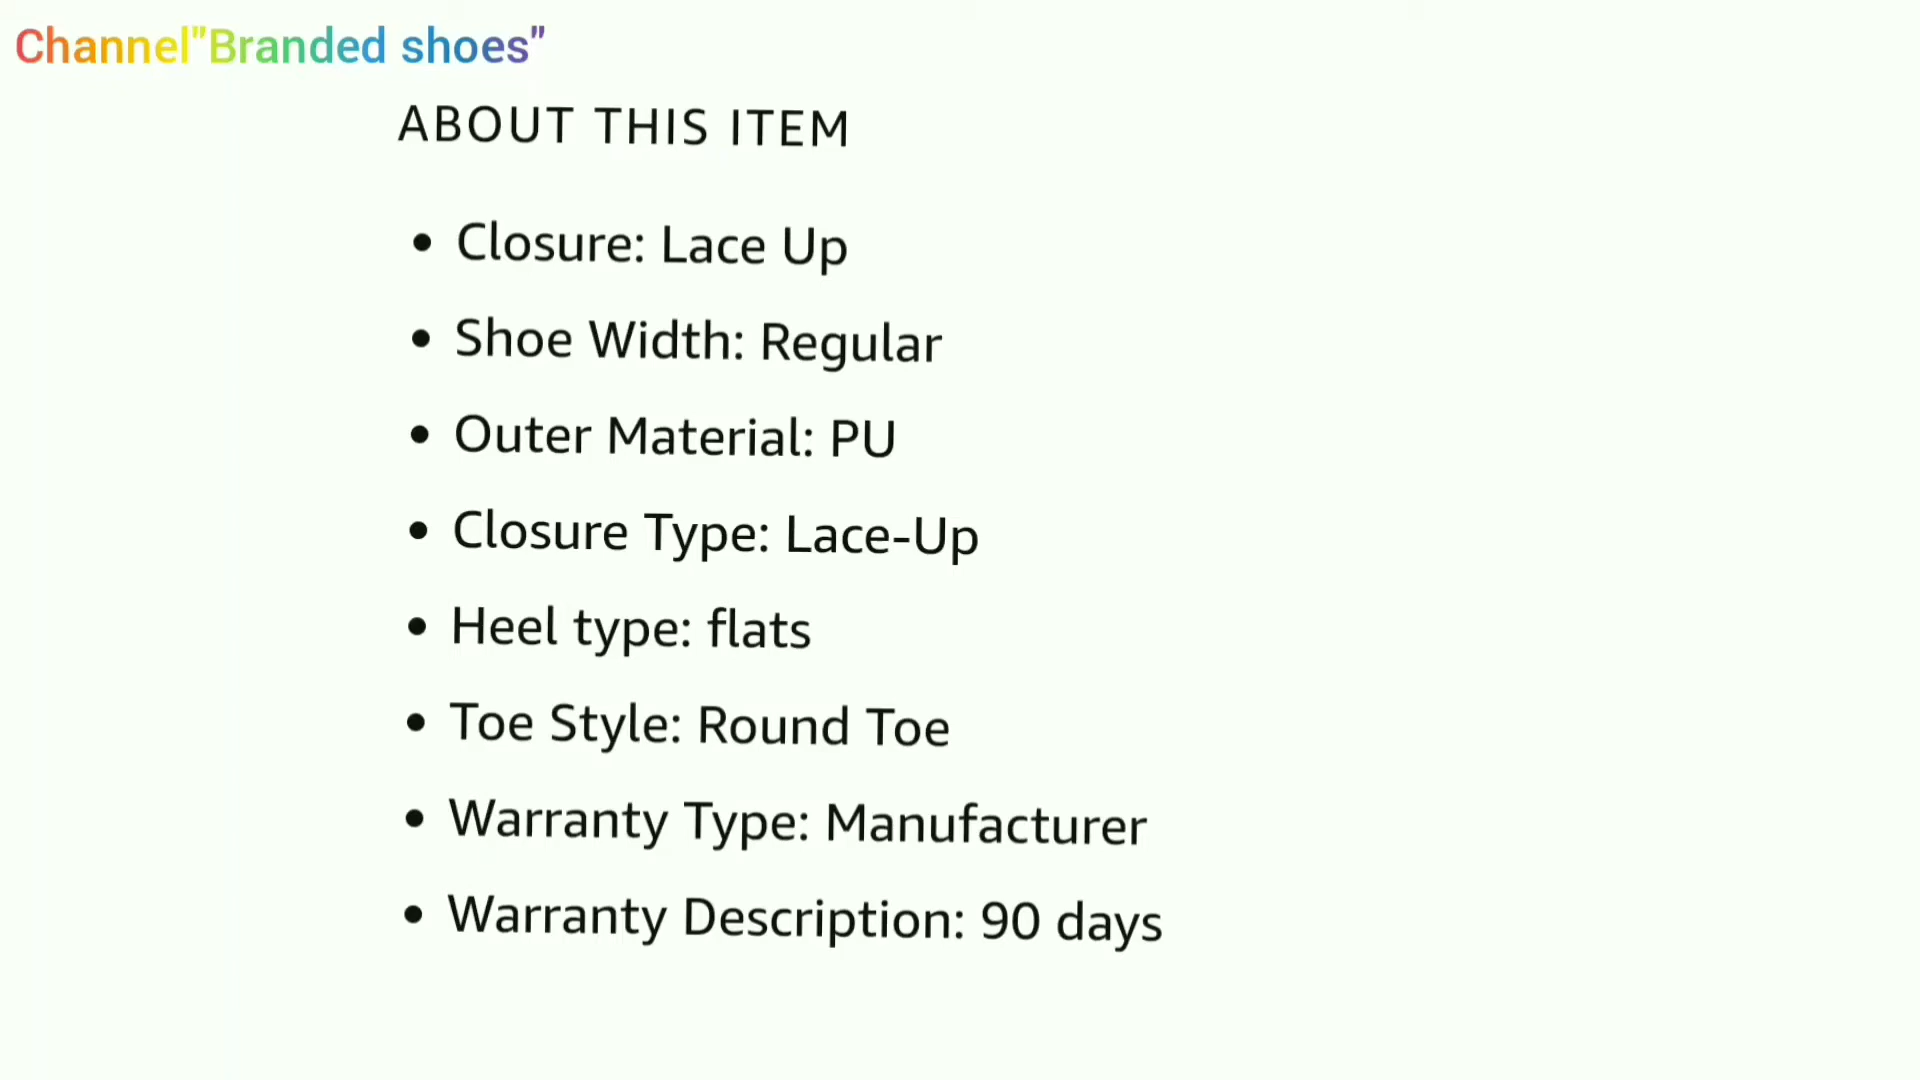 Channel"Branded shoes"
ABOUT THIS ITEM
• Closure: Lace Up
• Shoe Width: Regular
• Outer Material: PU
• Closure Type: Lace-Up
• Heel type: flats
• Toe Style: Round Toe
• Warranty Type: Manufacturer
• Warranty Description: 90 days